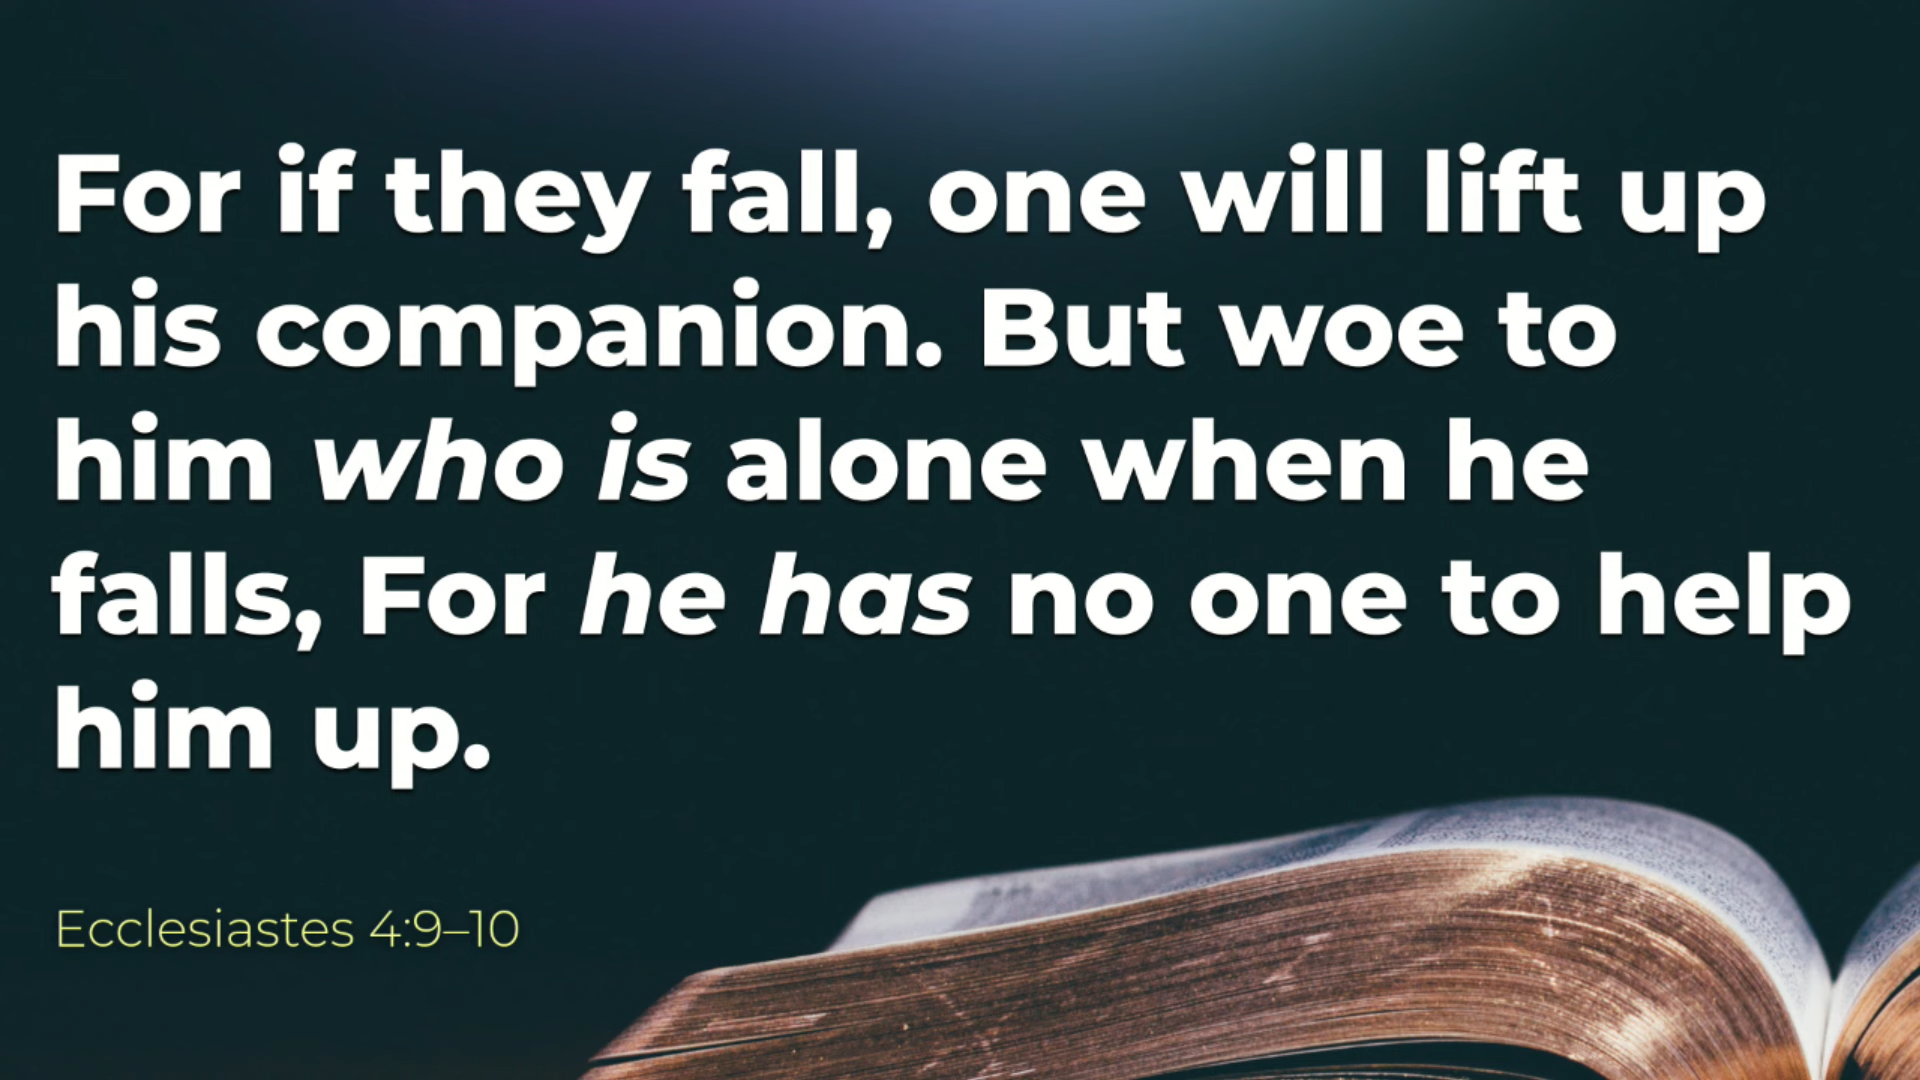 For if they fall, one will lift up
his companion. But woe to
him who is alone when he
falls, For he has no one to help
him up.
Ecclesiastes 4:9–10